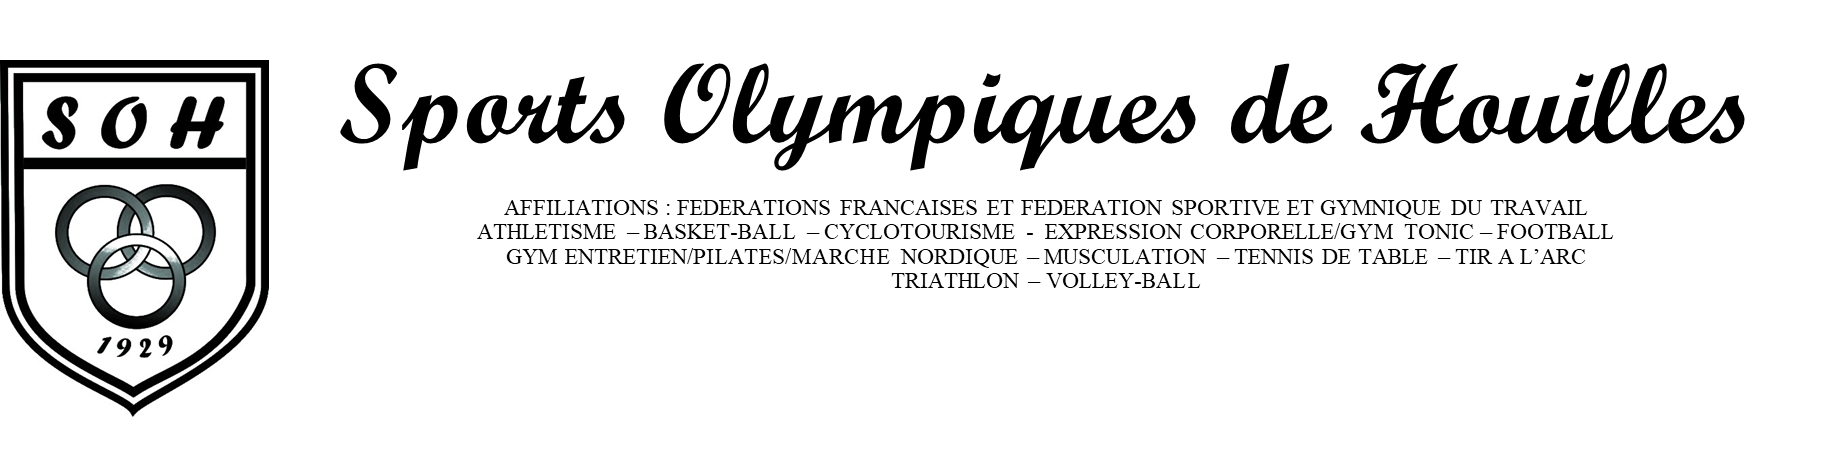 S O H
1929
Sports Olympiques de Houilles
AFFILIATIONS : FEDERATIONS FRANCAISES ET FEDERATION SPORTIVE ET GYMNIQUE DU TRAVAIL
ATHLETISME – BASKET-BALL – CYCLOTOURISME - EXPRESSION CORPORELLE/GYM TONIC – FOOTBALL
GYM ENTRETIEN/PILATES/MARCHE NORDIQUE – MUSCULATION – TENNIS DE TABLE – TIR A L’ARC
TRIATHLON – VOLLEY-BALL